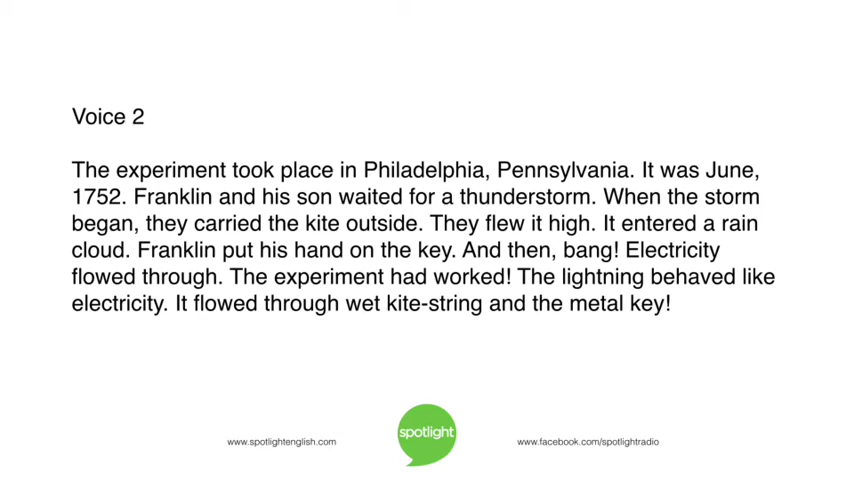 Voice 2
The experiment took place in Philadelphia, Pennsylvania. It was June,
1752. Franklin and his son waited for a thunderstorm. When the storm
began, they carried the kite outside. They flew it high. It entered a rain
cloud. Franklin put his hand on the key. And then, bang! Electricity
flowed through. The experiment had worked! The lightning behaved like
electricity. It flowed through wet kite-string and the metal key!
www.spotlightenglish.com
spotlight
www.facebook.com/spotlightradio